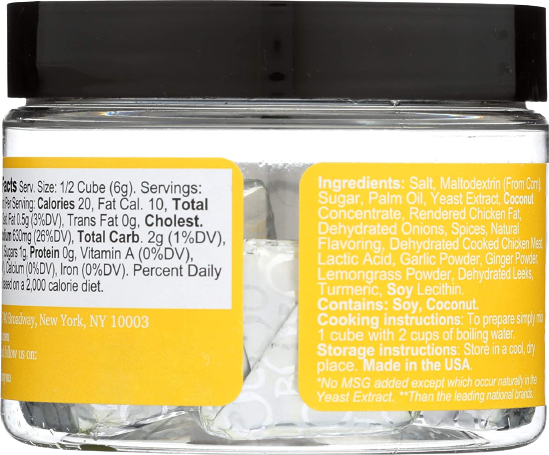 Facts Serv. Size: 1/2 Cube (6g). Servings:
Per Serving: Calories 20, Fat Cal. 10, Total
Fat 0.5g (3%DV), Trans Fat 0g, Cholest.
630mg (26%DV), Total Carb. 2g (1%DV),
Sugars 1g, Protein 0g, Vitamin A (0%DV),
Calcium (0%DV), Iron (0%DV). Percent Daily
based on a 2,000 calorie diet.
Broadway, New York, NY 10003
follow us on:
Ingredients: Salt, Maltodextrin (From Corn),
Sugar, Palm Oil, Yeast Extract, Coconut
Concentrate, Rendered Chicken Fat,
Dehydrated Onions, Spices, Natural
Flavoring, Dehydrated Cooked Chicken Meat,
Lactic Acid, Garlic Powder, Ginger Powder,
Lemongrass Powder, Dehydrated Leeks,
Turmeric, Soy Lecithin.
Contains: Soy, Coconut.
Cooking instructions: To prepare simply mix
1 cube with 2 cups of boiling water.
Storage instructions: Store in a cool, dry
place. Made in the USA.
*No MSG added except which occur naturally in the
Yeast Extract. **Than the leading national brands.